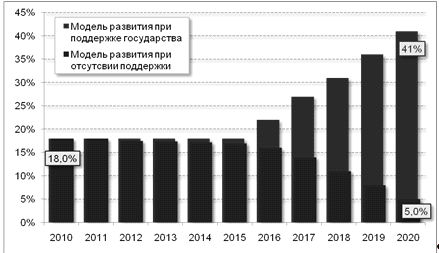 45%
40%
35%
30%
25%
20%
15%
10%
5%
0%
Модель развития при
поддержке государства
Модель развития при
отсутсвии поддержки
41%
18,0%
5,0%
2010 2011 2012 2013 2014 2015 2016 2017 2018 2019 2020